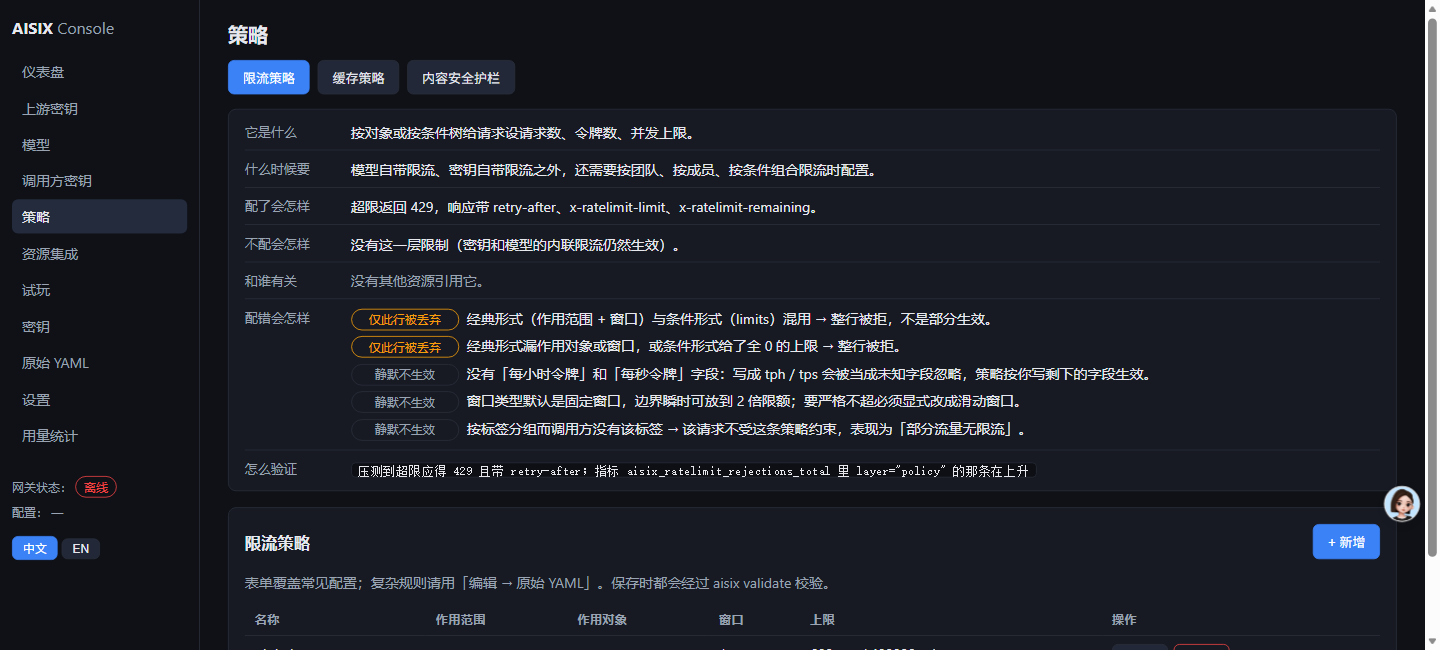 AISIX Console
仪表盘
上游密钥
模型
调用方密钥
策略
资源集成
试玩
密钥
原始 YAML
设置
用量统计
网关状态： 离线
配置： —
中文 EN
策略
限流策略 缓存策略 内容安全护栏
它是什么 按对象或按条件树给请求设请求数、令牌数、并发上限。
什么时候要 模型自带限流、密钥自带限流之外，还需要按团队、按成员、按条件组合限流时配置。
配了会怎样 超限返回 429，响应带 retry-after、x-ratelimit-limit、x-ratelimit-remaining。
不配会怎样 没有这一层限制（密钥和模型的内联限流仍然生效）。
和谁有关 没有其他资源引用它。
配错会怎样 仅此行被丢弃 经典形式（作用范围 + 窗口）与条件形式（limits）混用 → 整行被拒，不是部分生效。
仅此行被丢弃 经典形式漏作用对象或窗口，或条件形式给了全 0 的上限 → 整行被拒。
静默不生效 没有「每小时令牌」和「每秒令牌」字段：写成 tph / tps 会被当成未知字段忽略，策略按你写剩下的字段生效。
静默不生效 窗口类型默认是固定窗口，边界瞬时可放到 2 倍限额；要严格不超必须显式改成滑动窗口。
静默不生效 按标签分组而调用方没有该标签 → 该请求不受这条策略约束，表现为「部分流量无限流」。
怎么验证 压测到超限应得 429 且带 retry-after；指标 aisix_ratelimit_rejections_total 里 layer="policy" 的那条在上升
限流策略 + 新增
表单覆盖常见配置；复杂规则请用「编辑 → 原始 YAML」。保存时都会经过 aisix validate 校验。
名称 作用范围 作用对象 窗口 上限 操作